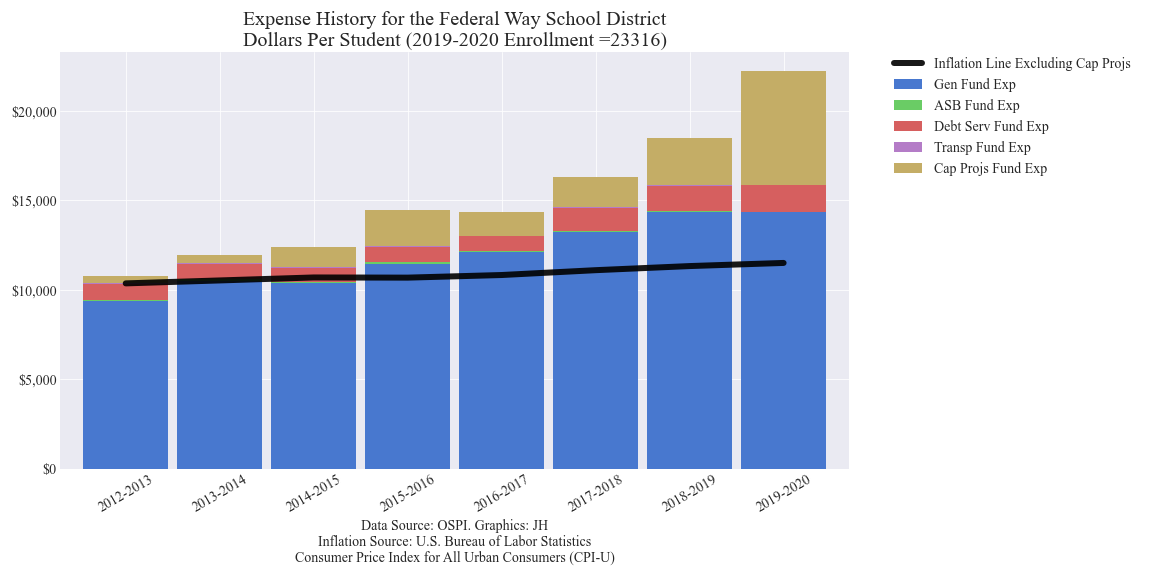 Expense History for the Federal Way School District
Dollars Per Student (2019-2020 Enrollment =23316)
Inflation Line Excluding Cap Projs
Gen Fund Exp
ASB Fund Exp
Debt Serv Fund Exp
Transp Fund Exp
Cap Projs Fund Exp
$20,000
$15,000
$10,000
$5,000
$0
2012-2013
2013-2014
2014-2015
2015-2016
2016-2017
2017-2018
2018-2019
2019-2020
Data Source: OSPI. Graphics: JH
Inflation Source: U.S. Bureau of Labor Statistics
Consumer Price Index for All Urban Consumers (CPI-U)